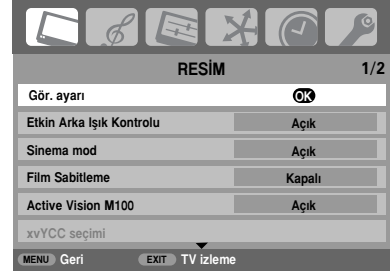 RESİM 1/2
Gör. ayarı OK
Etkin Arka Işık Kontrolu Açık
Sinema mod Açık
Film Sabitleme Kapalı
Active Vision M100 Açık
xvYCC seçimi
MENU Geri EXIT TV izleme